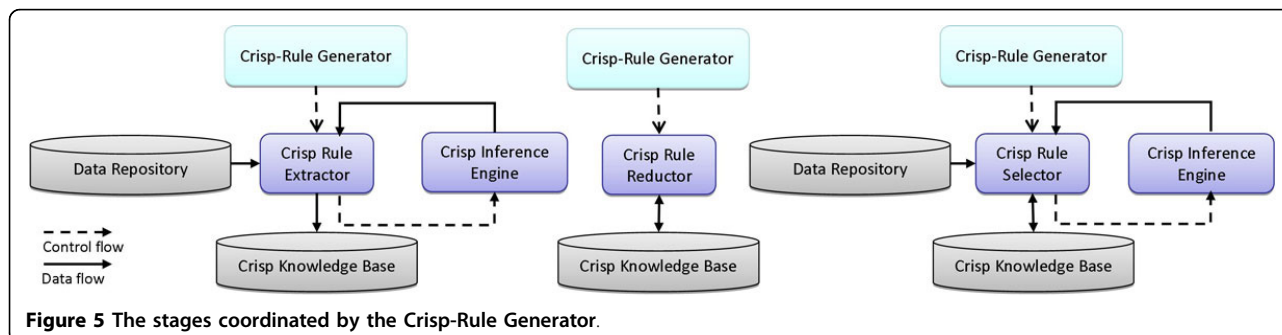 Crisp-Rule Generator
Data Repository
Crisp Rule
Extractor
Crisp Inference
Engine
Crisp Knowledge Base
Control flow
Data flow
Crisp-Rule Generator
Crisp Rule
Reductor
Crisp Knowledge Base
Crisp-Rule Generator
Data Repository
Crisp Rule
Selector
Crisp Inference
Engine
Crisp Knowledge Base
Figure 5 The stages coordinated by the Crisp-Rule Generator.